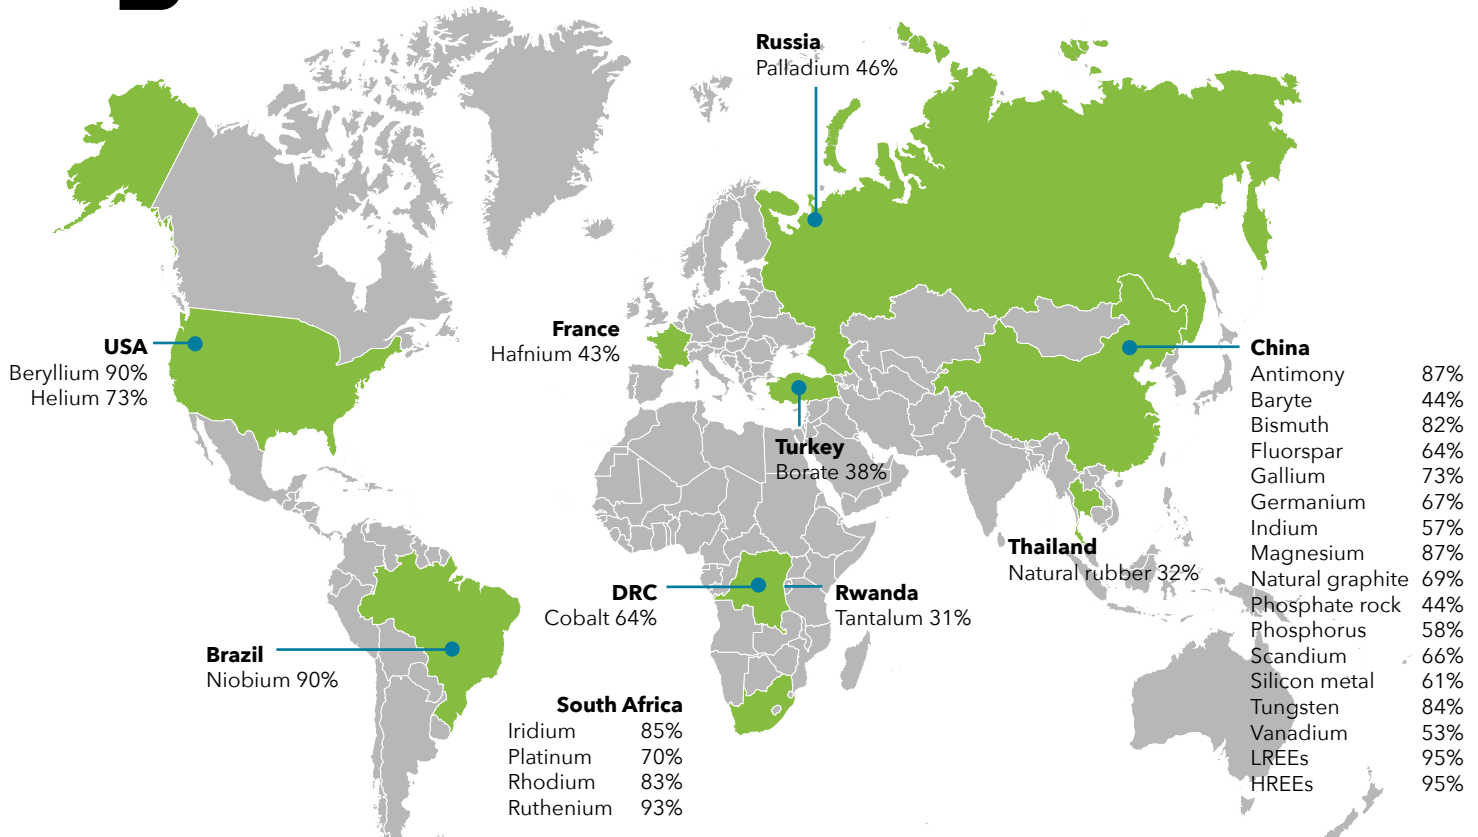 Russia
Palladium 46%
France
Hafnium 43%
USA
Beryllium 90%
Helium 73%
China
Antimony 87%
Baryte 44%
Bismuth 82%
Fluorspar 64%
Gallium 73%
Germanium 67%
Indium 57%
Magnesium 87%
Natural graphite 69%
Phosphate rock 44%
Phosphorus 58%
Scandium 66%
Silicon metal 61%
Tungsten 84%
Vanadium 53%
LREEs 95%
HREEs 95%
Turkey
Borate 38%
Thailand
Natural rubber 32%
DRC
Cobalt 64%
Rwanda
Tantalum 31%
Brazil
Niobium 90%
South Africa
Iridium 85%
Platinum 70%
Rhodium 83%
Ruthenium 93%